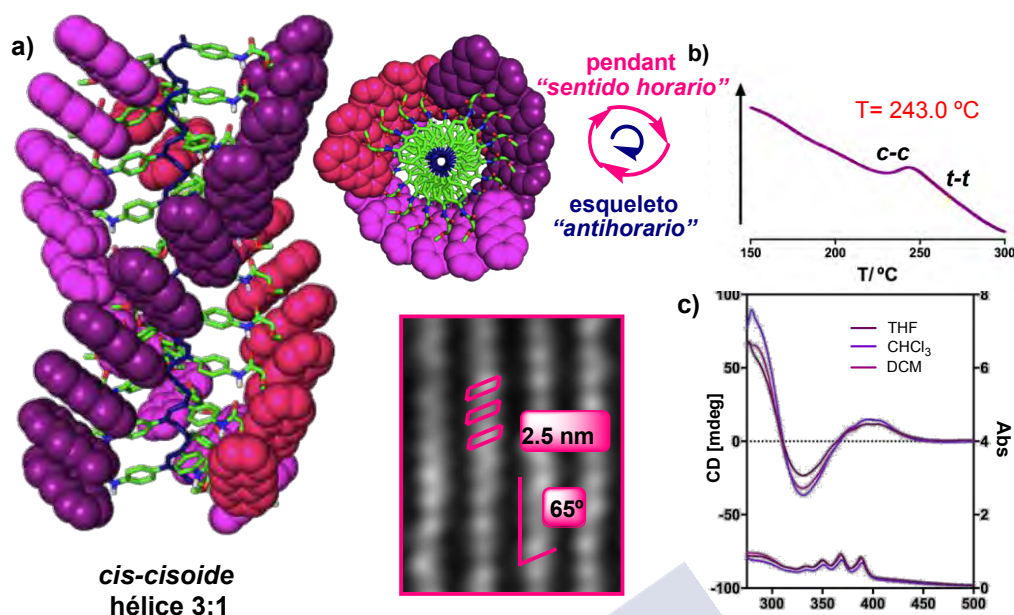 a)
pendant
“sentido horario”
esqueleto
“antihorario”
cis-cisoide
hélice 3:1
2.5 nm
65º
b)
T= 243.0 ºC
c-c
t-t
150 200 250 300
T/ ºC
c)
THF
CHCl₃
DCM
100
50
0
-50
-100
CD [mdeg]
8
6
4
2
0
Abs
275 300 350 400 450 500